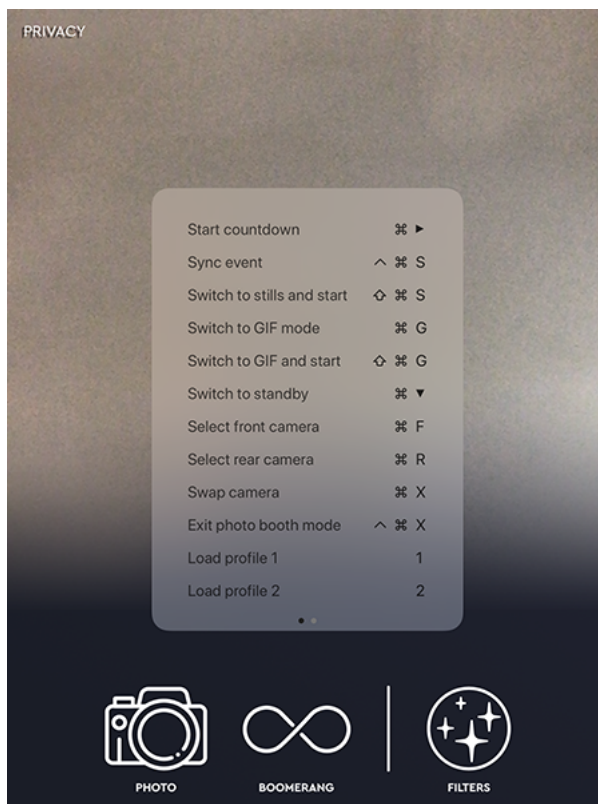 PRIVACY
Start countdown ⌘ ▶
Sync event ^ ⌘ S
Switch to stills and start ⇧ ⌘ S
Switch to GIF mode ⌘ G
Switch to GIF and start ⇧ ⌘ G
Switch to standby ⌘ ▼
Select front camera ⌘ F
Select rear camera ⌘ R
Swap camera ⌘ X
Exit photo booth mode ^ ⌘ X
Load profile 1 1
Load profile 2 2
PHOTO BOOMERANG FILTERS